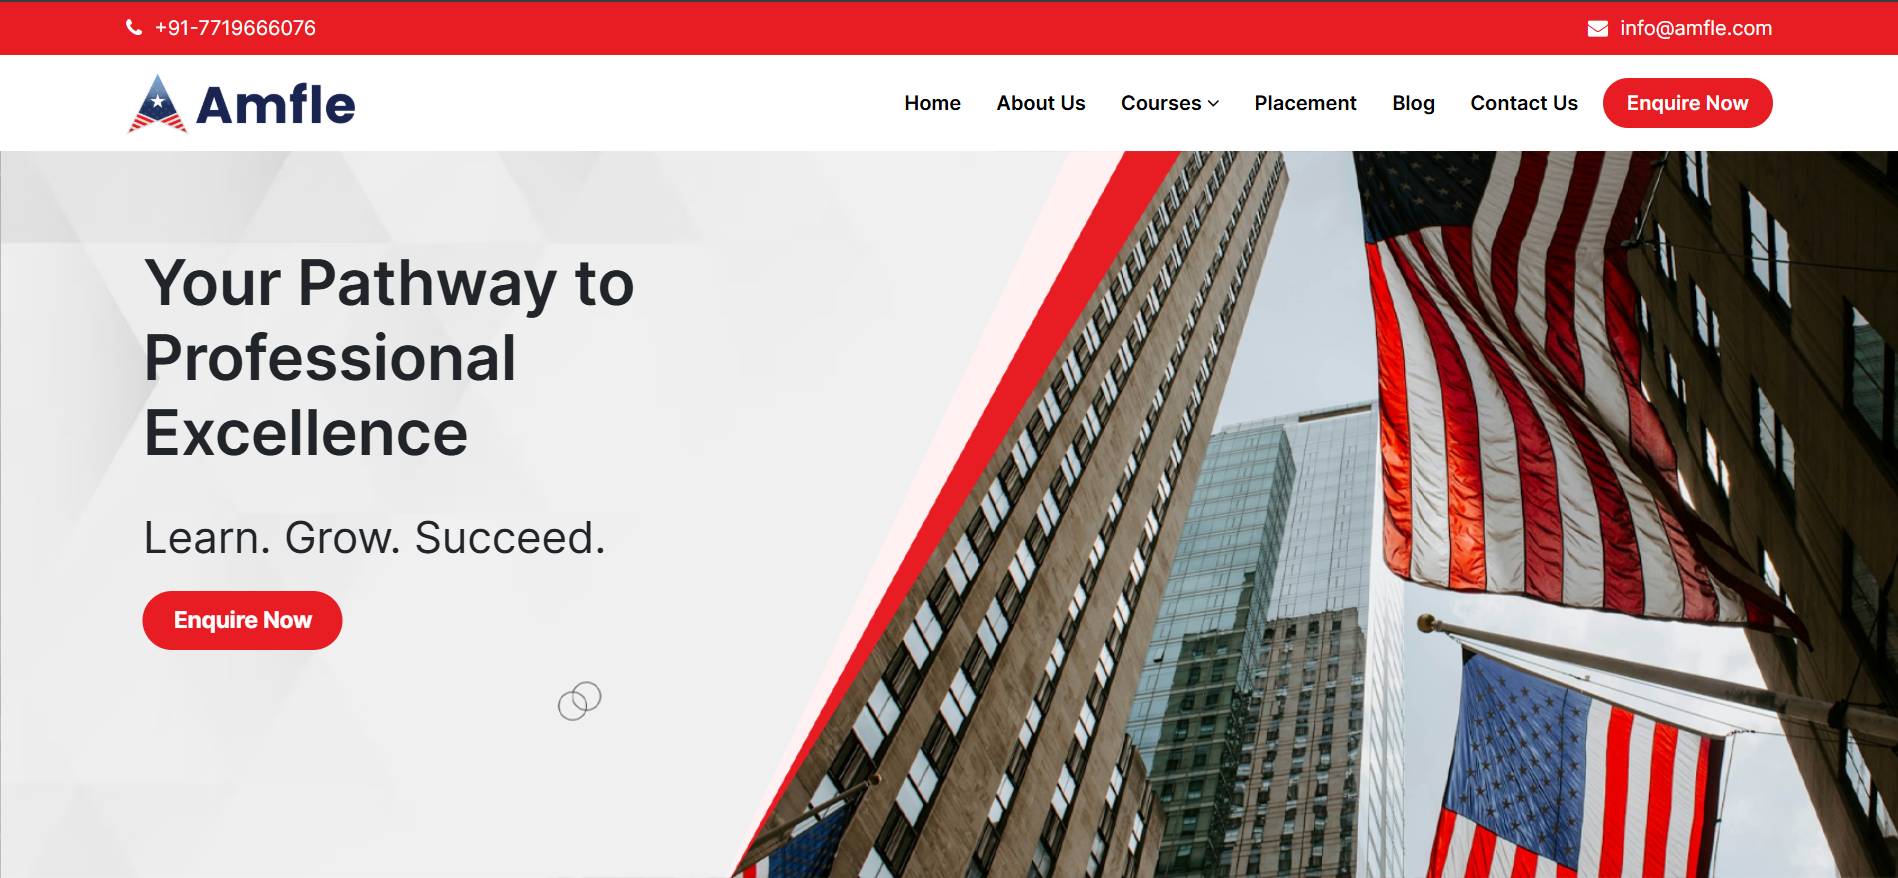 +91-7719666076
info@amfle.com
Amfle
Home
About Us
Courses
Placement
Blog
Contact Us
Enquire Now
Your Pathway to
Professional
Excellence
Learn. Grow. Succeed.
Enquire Now